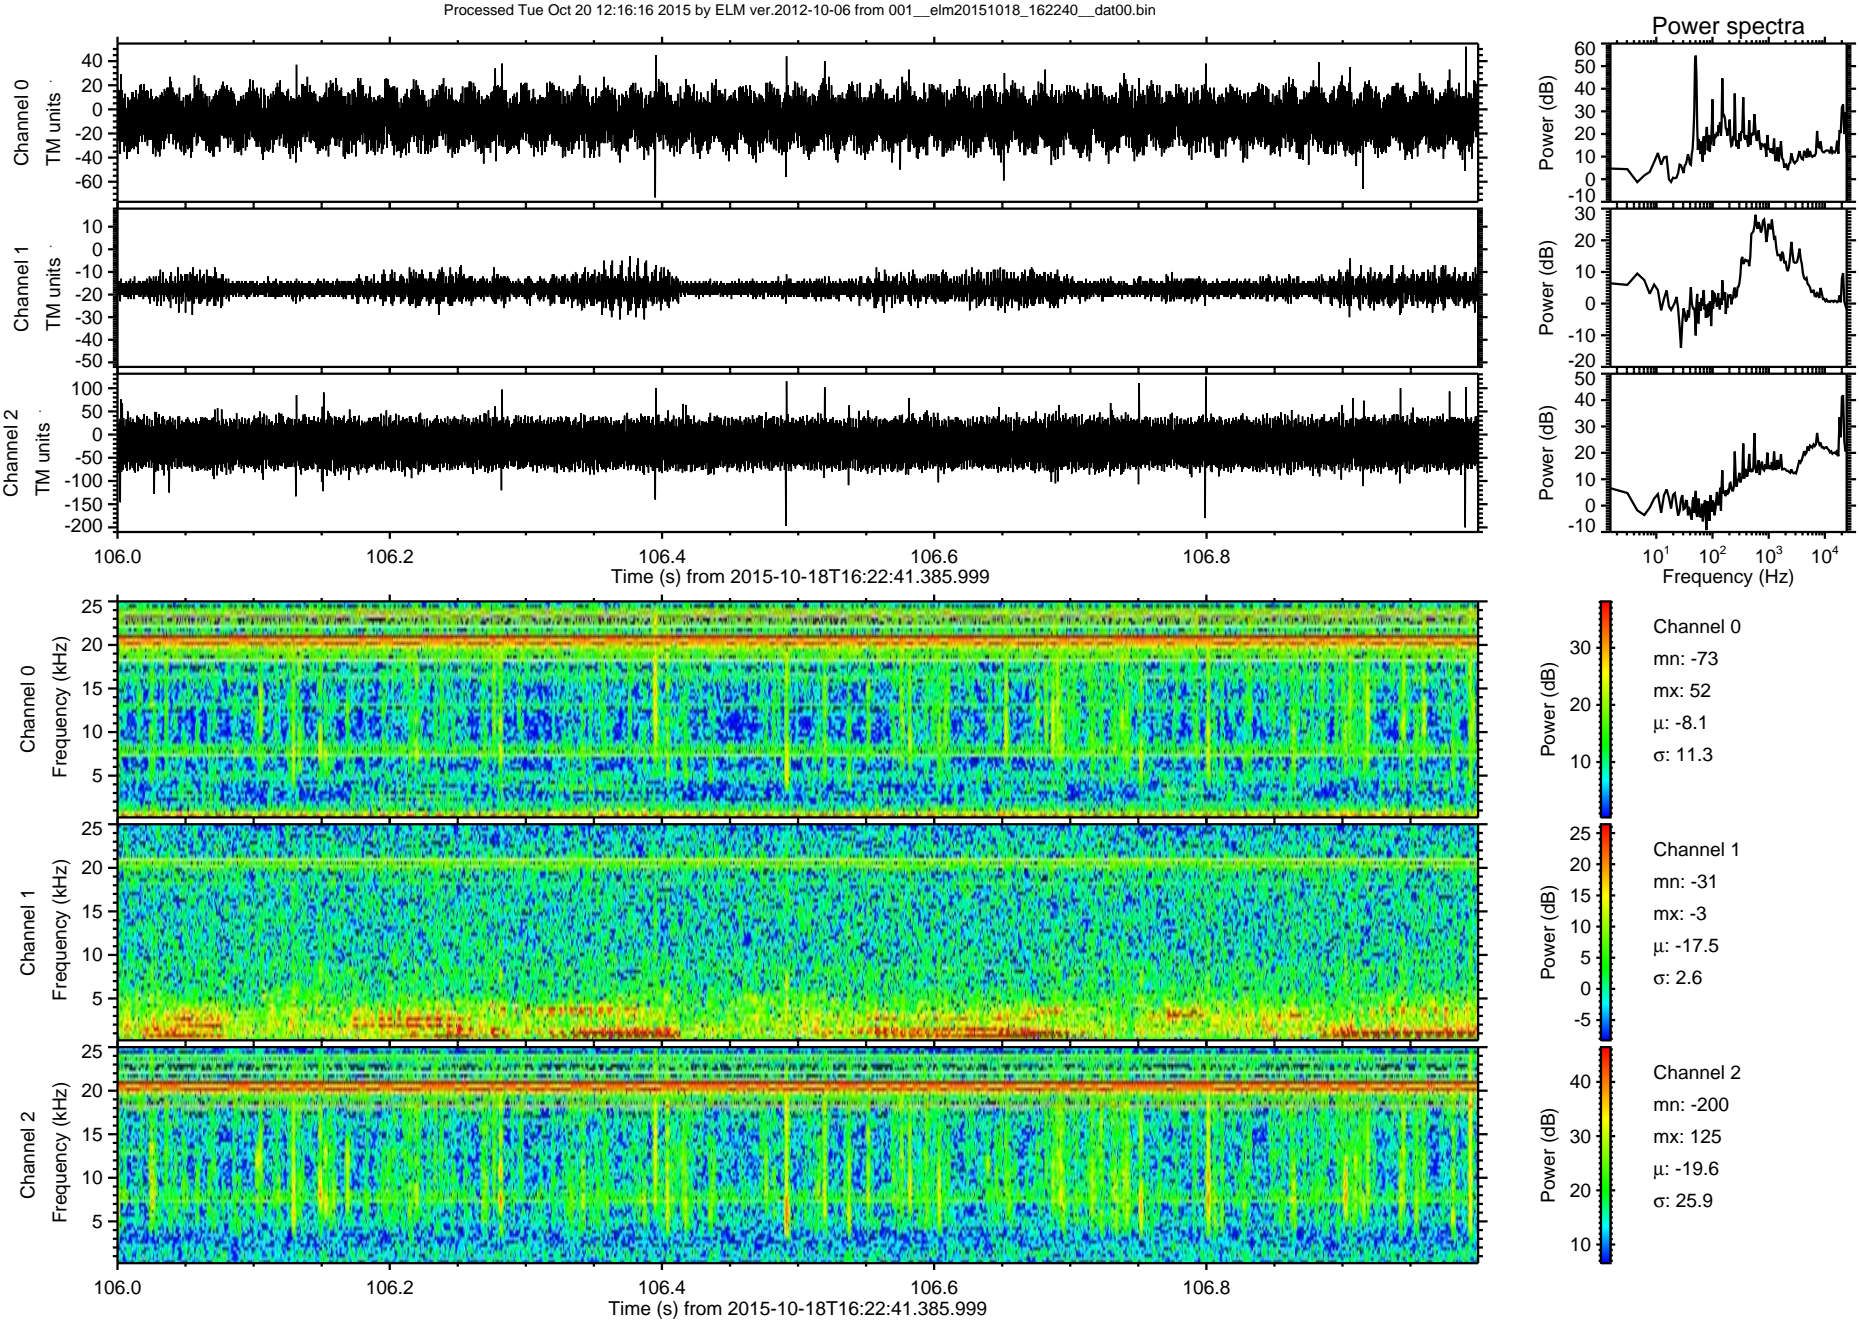 Processed Tue Oct 20 12:16:16 2015 by ELM ver.2012-10-06 from 001__elm20151018_162240__dat00.bin
Power spectra
Channel 0
TM units
40
20
0
-20
-40
-60
Power (dB)
60
50
40
30
20
10
0
-10
Channel 1
TM units
10
0
-10
-20
-30
-40
-50
Power (dB)
30
20
10
0
-10
-20
Channel 2
TM units
100
50
0
-50
-100
-150
-200
Power (dB)
50
40
30
20
10
0
-10
106.0 106.2 106.4 106.6 106.8
Time (s) from 2015-10-18T16:22:41.385.999
10¹ 10² 10³ 10⁴
Frequency (Hz)
Channel 0
Frequency (kHz)
25
20
15
10
5
Power (dB)
30
20
10
Channel 0
mn: -73
mx: 52
μ: -8.1
σ: 11.3
Channel 1
Frequency (kHz)
25
20
15
10
5
Power (dB)
25
20
15
10
5
0
-5
Channel 1
mn: -31
mx: -3
μ: -17.5
σ: 2.6
Channel 2
Frequency (kHz)
25
20
15
10
5
Power (dB)
40
30
20
10
Channel 2
mn: -200
mx: 125
μ: -19.6
σ: 25.9
106.0 106.2 106.4 106.6 106.8
Time (s) from 2015-10-18T16:22:41.385.999